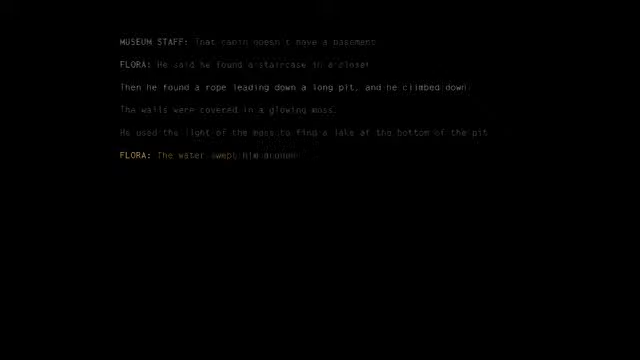 MUSEUM STAFF: That cabin doesn't have a basement.
FLORA: He said he found a staircase in a closet.
Then he found a rope leading down a long pit, and he climbed down.
The walls were covered in a glowing moss.
He used the light of the moss to find a lake at the bottom of the pit.
FLORA: The water swept him